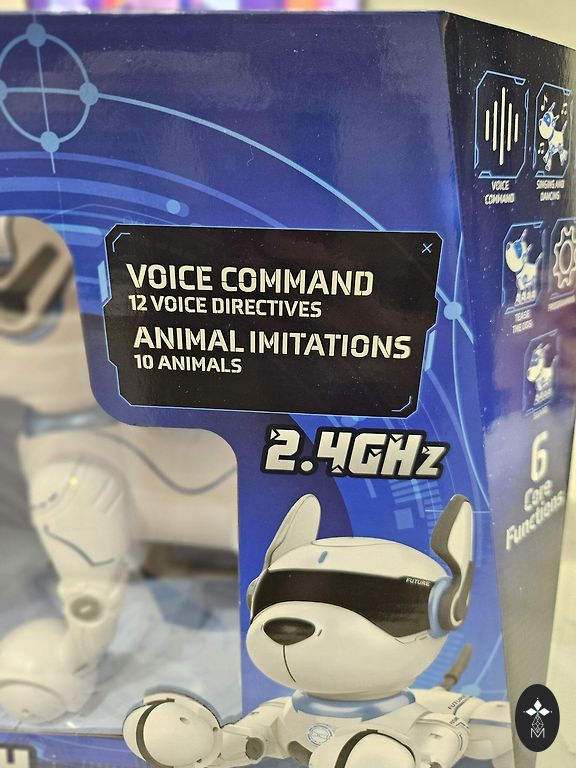 VOICE COMMAND
12 VOICE DIRECTIVES
ANIMAL IMITATIONS
10 ANIMALS
2.4GHz
FUTURE
VOICE
COMMAND
SINGING AND
DANCING
TEASE
THE DOG
6
Core
Functions